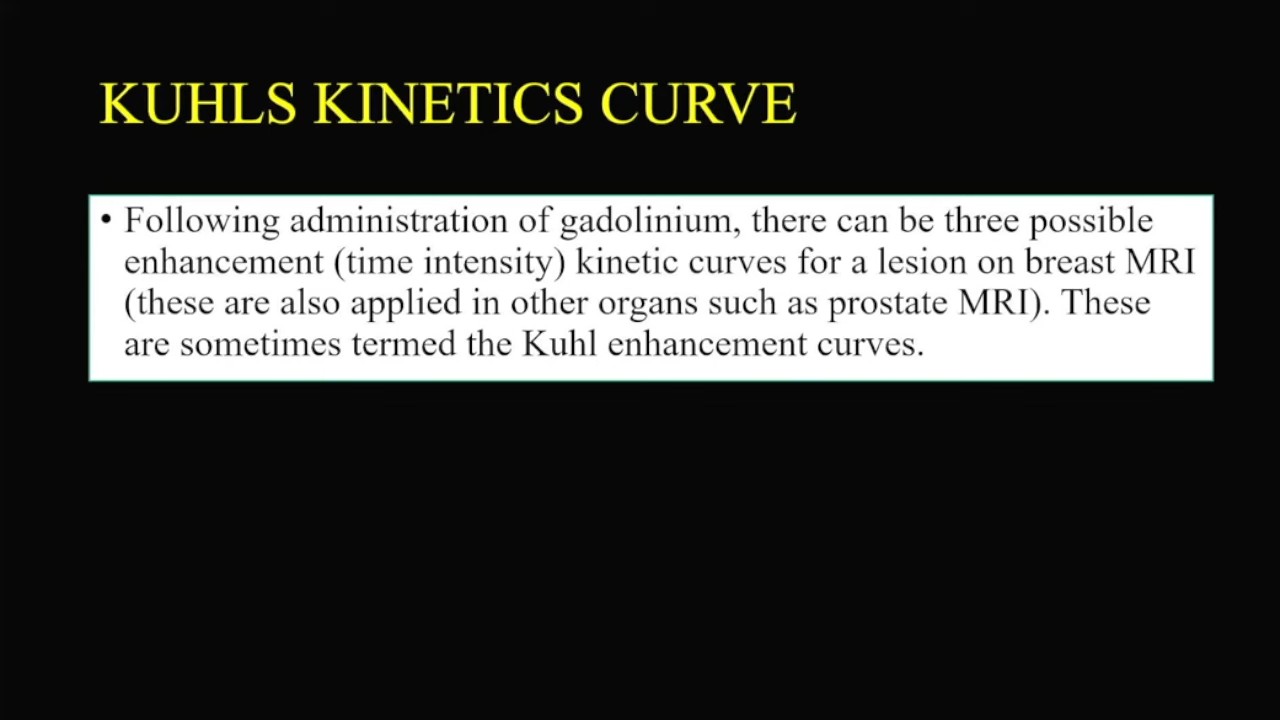 KUHLS KINETICS CURVE
• Following administration of gadolinium, there can be three possible
enhancement (time intensity) kinetic curves for a lesion on breast MRI
(these are also applied in other organs such as prostate MRI). These
are sometimes termed the Kuhl enhancement curves.